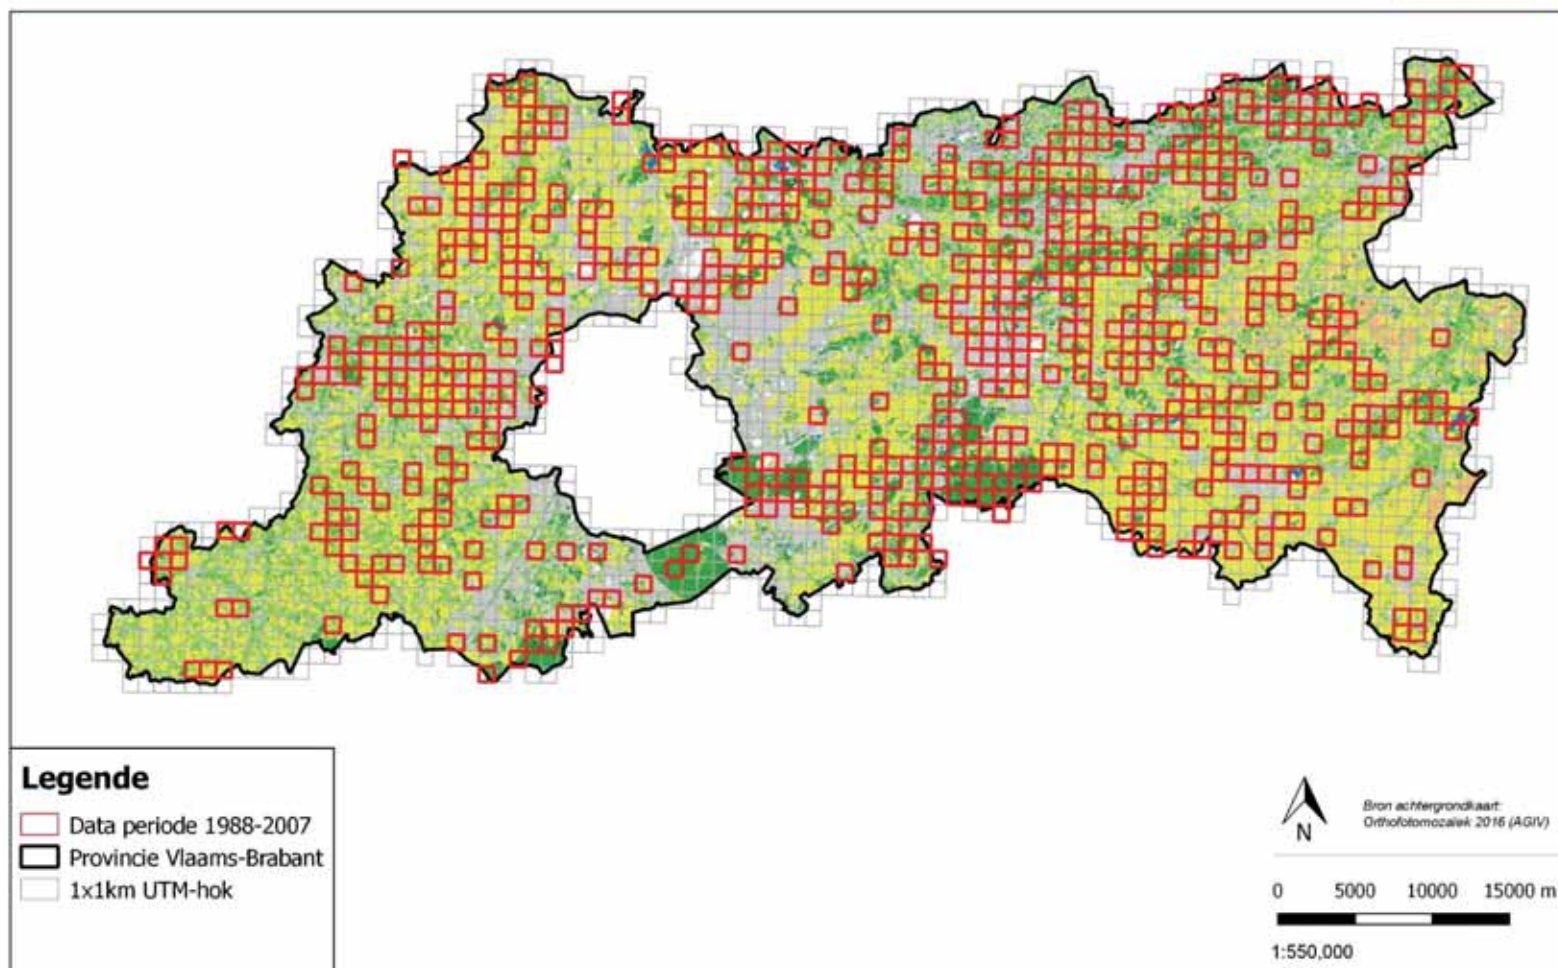 Legende
Data periode 1988-2007
Provincie Vlaams-Brabant
1x1km UTM-hok
N
Bron achtergrondkaart:
Orthofotomozaïek 2016 (AGIV)
0 5000 10000 15000 m
1:550,000